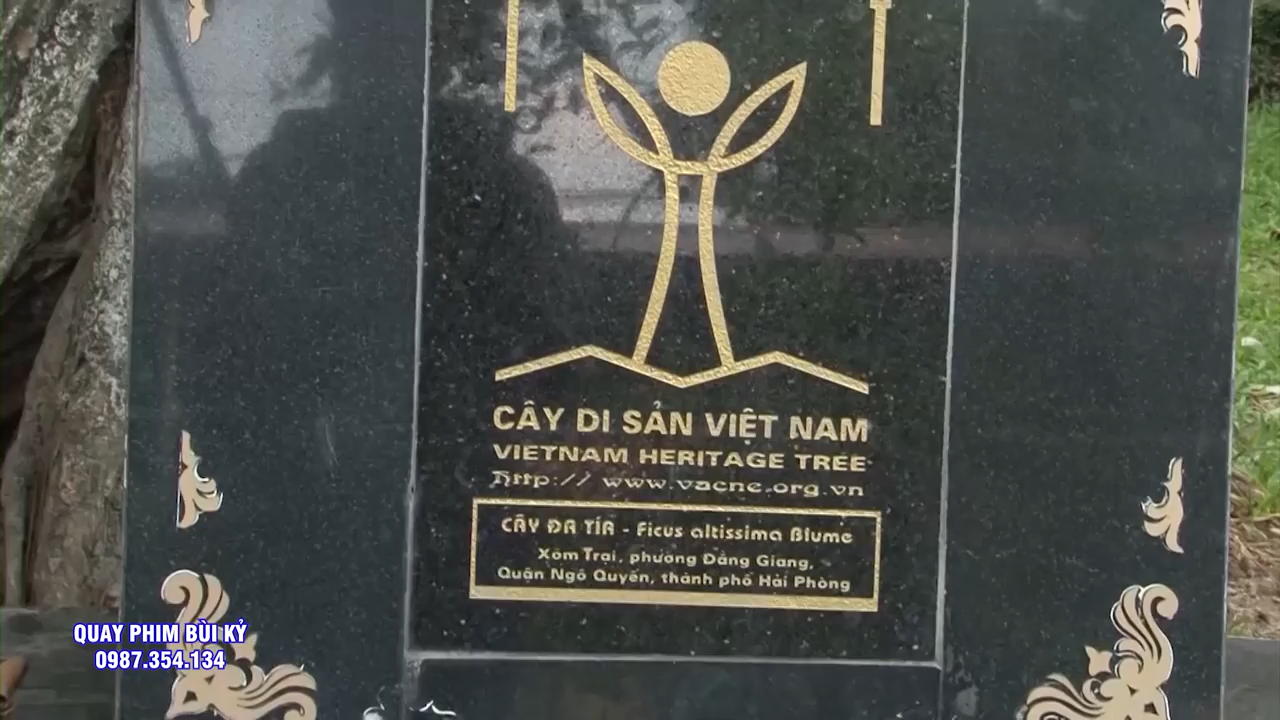 CÂY DI SẢN VIỆT NAM
VIETNAM HERITAGE TREE
http:// www.vacne.org.vn
CÂY ĐA TÍA - Ficus altissima Blume
Xóm Trại, phường Đằng Giang,
Quận Ngô Quyền, thành phố Hải Phòng
QUAY PHIM BÙI KỶ
0987.354.134